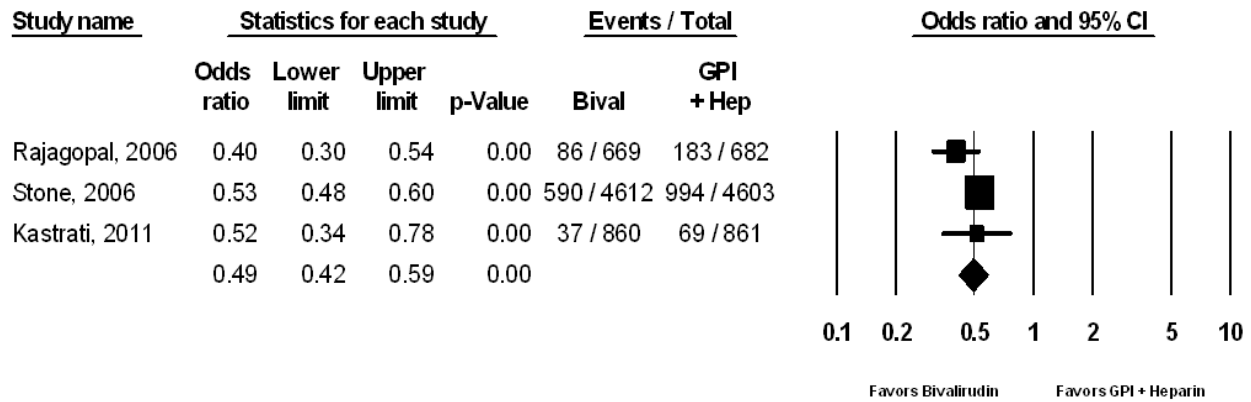 Study name Statistics for each study Events / Total Odds ratio and 95% CI
Odds Lower Upper GPI
ratio limit limit p-Value Bival + Hep
Rajagopal, 2006 0.40 0.30 0.54 0.00 86 / 669 183 / 682
Stone, 2006 0.53 0.48 0.60 0.00 590 / 4612 994 / 4603
Kastrati, 2011 0.52 0.34 0.78 0.00 37 / 860 69 / 861
0.49 0.42 0.59 0.00
0.1 0.2 0.5 1 2 5 10
Favors Bivalirudin Favors GPI + Heparin